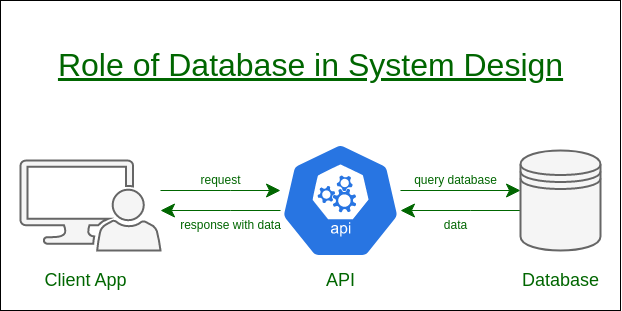 Role of Database in System Design
request
query database
api
response with data
data
Client App
API
Database